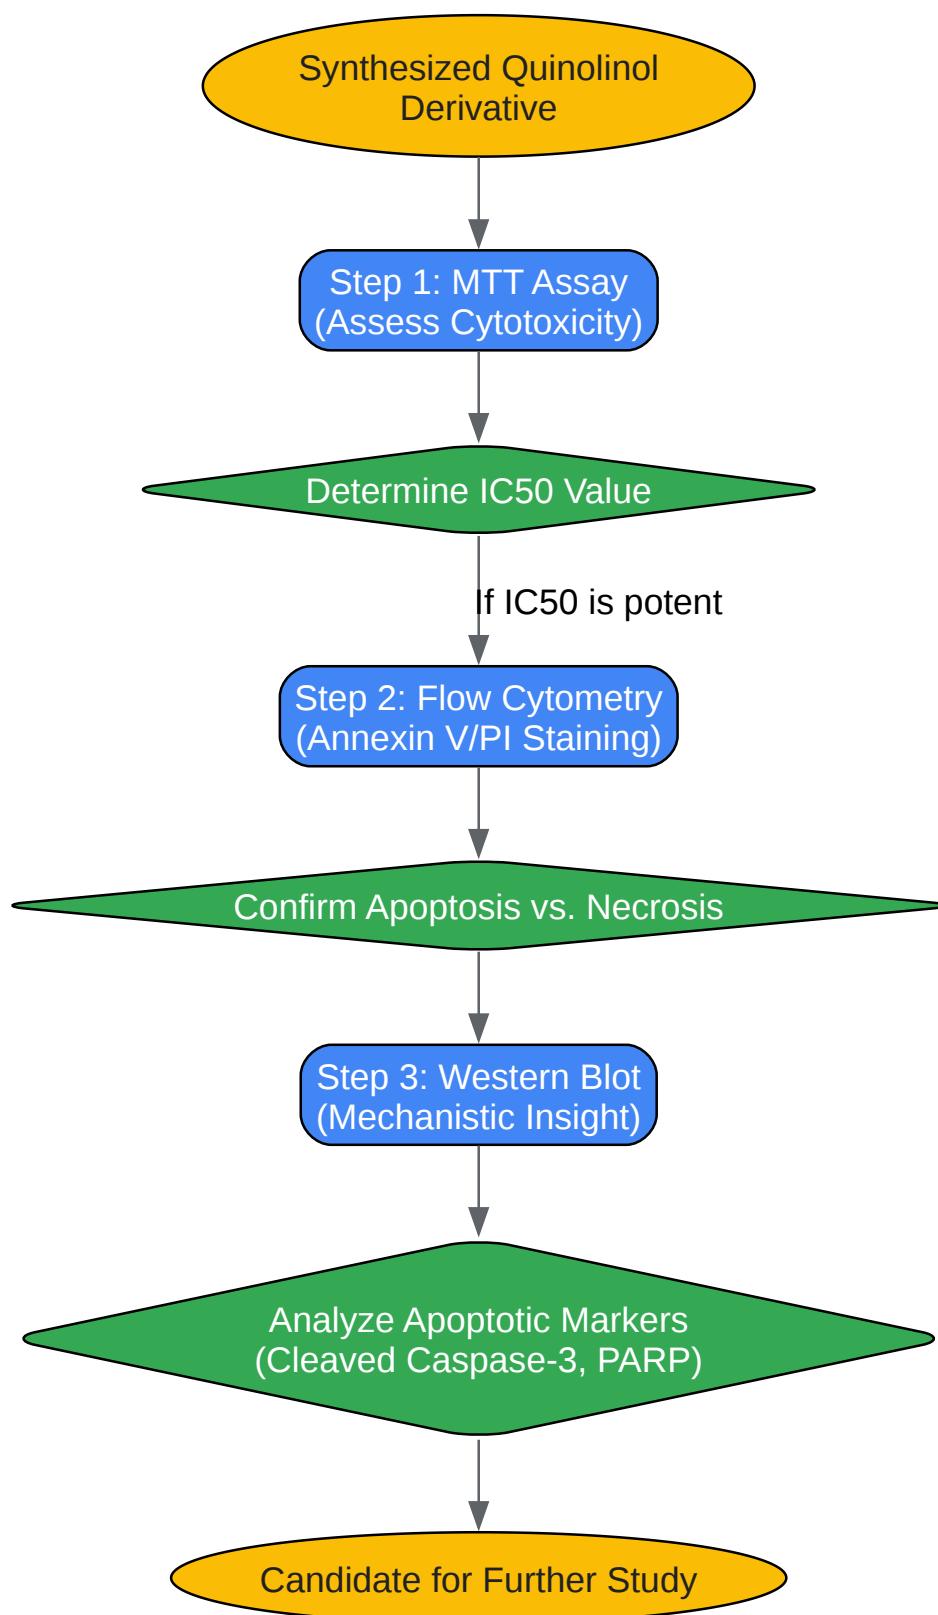 Synthesized Quinolinol
Derivative
Step 1: MTT Assay
(Assess Cytotoxicity)
Determine IC50 Value
If IC50 is potent
Step 2: Flow Cytometry
(Annexin V/PI Staining)
Confirm Apoptosis vs. Necrosis
Step 3: Western Blot
(Mechanistic Insight)
Analyze Apoptotic Markers
(Cleaved Caspase-3, PARP)
Candidate for Further Study